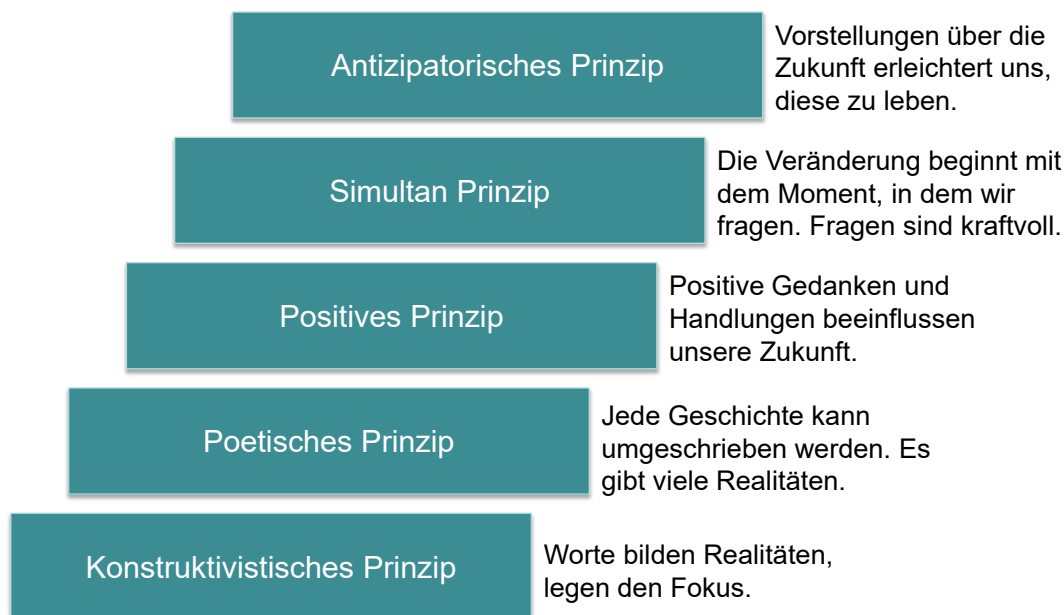 Antizipatorisches Prinzip
Vorstellungen über die
Zukunft erleichtert uns,
diese zu leben.
Simultan Prinzip
Die Veränderung beginnt mit
dem Moment, in dem wir
fragen. Fragen sind kraftvoll.
Positives Prinzip
Positive Gedanken und
Handlungen beeinflussen
unsere Zukunft.
Poetisches Prinzip
Jede Geschichte kann
umgeschrieben werden. Es
gibt viele Realitäten.
Konstruktivistisches Prinzip
Worte bilden Realitäten,
legen den Fokus.